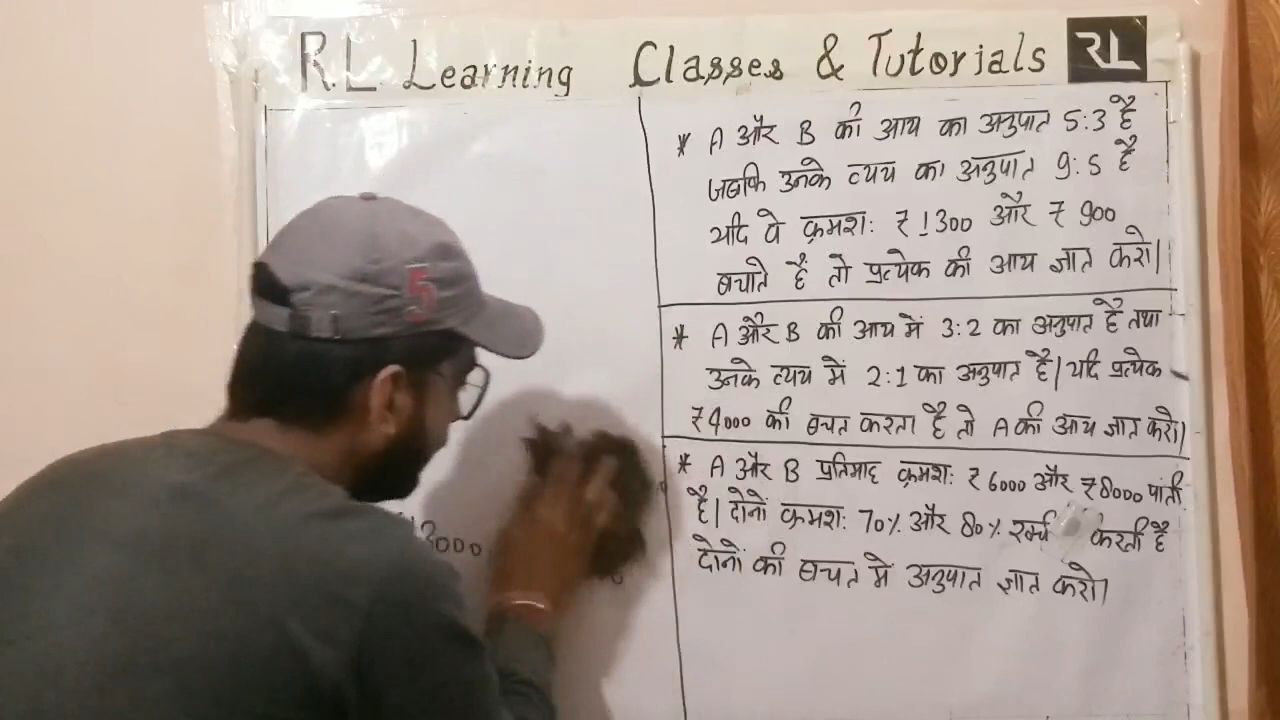 R.L. Learning Classes & Tutorials RL
5
3000
* A और B की आय का अनुपात 5:3 है
जबकि उनके व्यय का अनुपात 9:5 है
यदि वे क्रमश: ₹1300 और ₹900
बचाते है तो प्रत्येक की आय ज्ञात करो।
* A और B की आय में 3:2 का अनुपात है तथा
उनके व्यय में 2:1 का अनुपात है। यदि प्रत्येक
₹4000 की बचत करता है तो A की आय ज्ञात करो।
* A और B प्रतिमाह क्रमश: ₹6000 और ₹8000 पाती
है। दोनों क्रमश: 70% और 80% खर्च करती है
दोनों की बचत मे अनुपात ज्ञात करो।